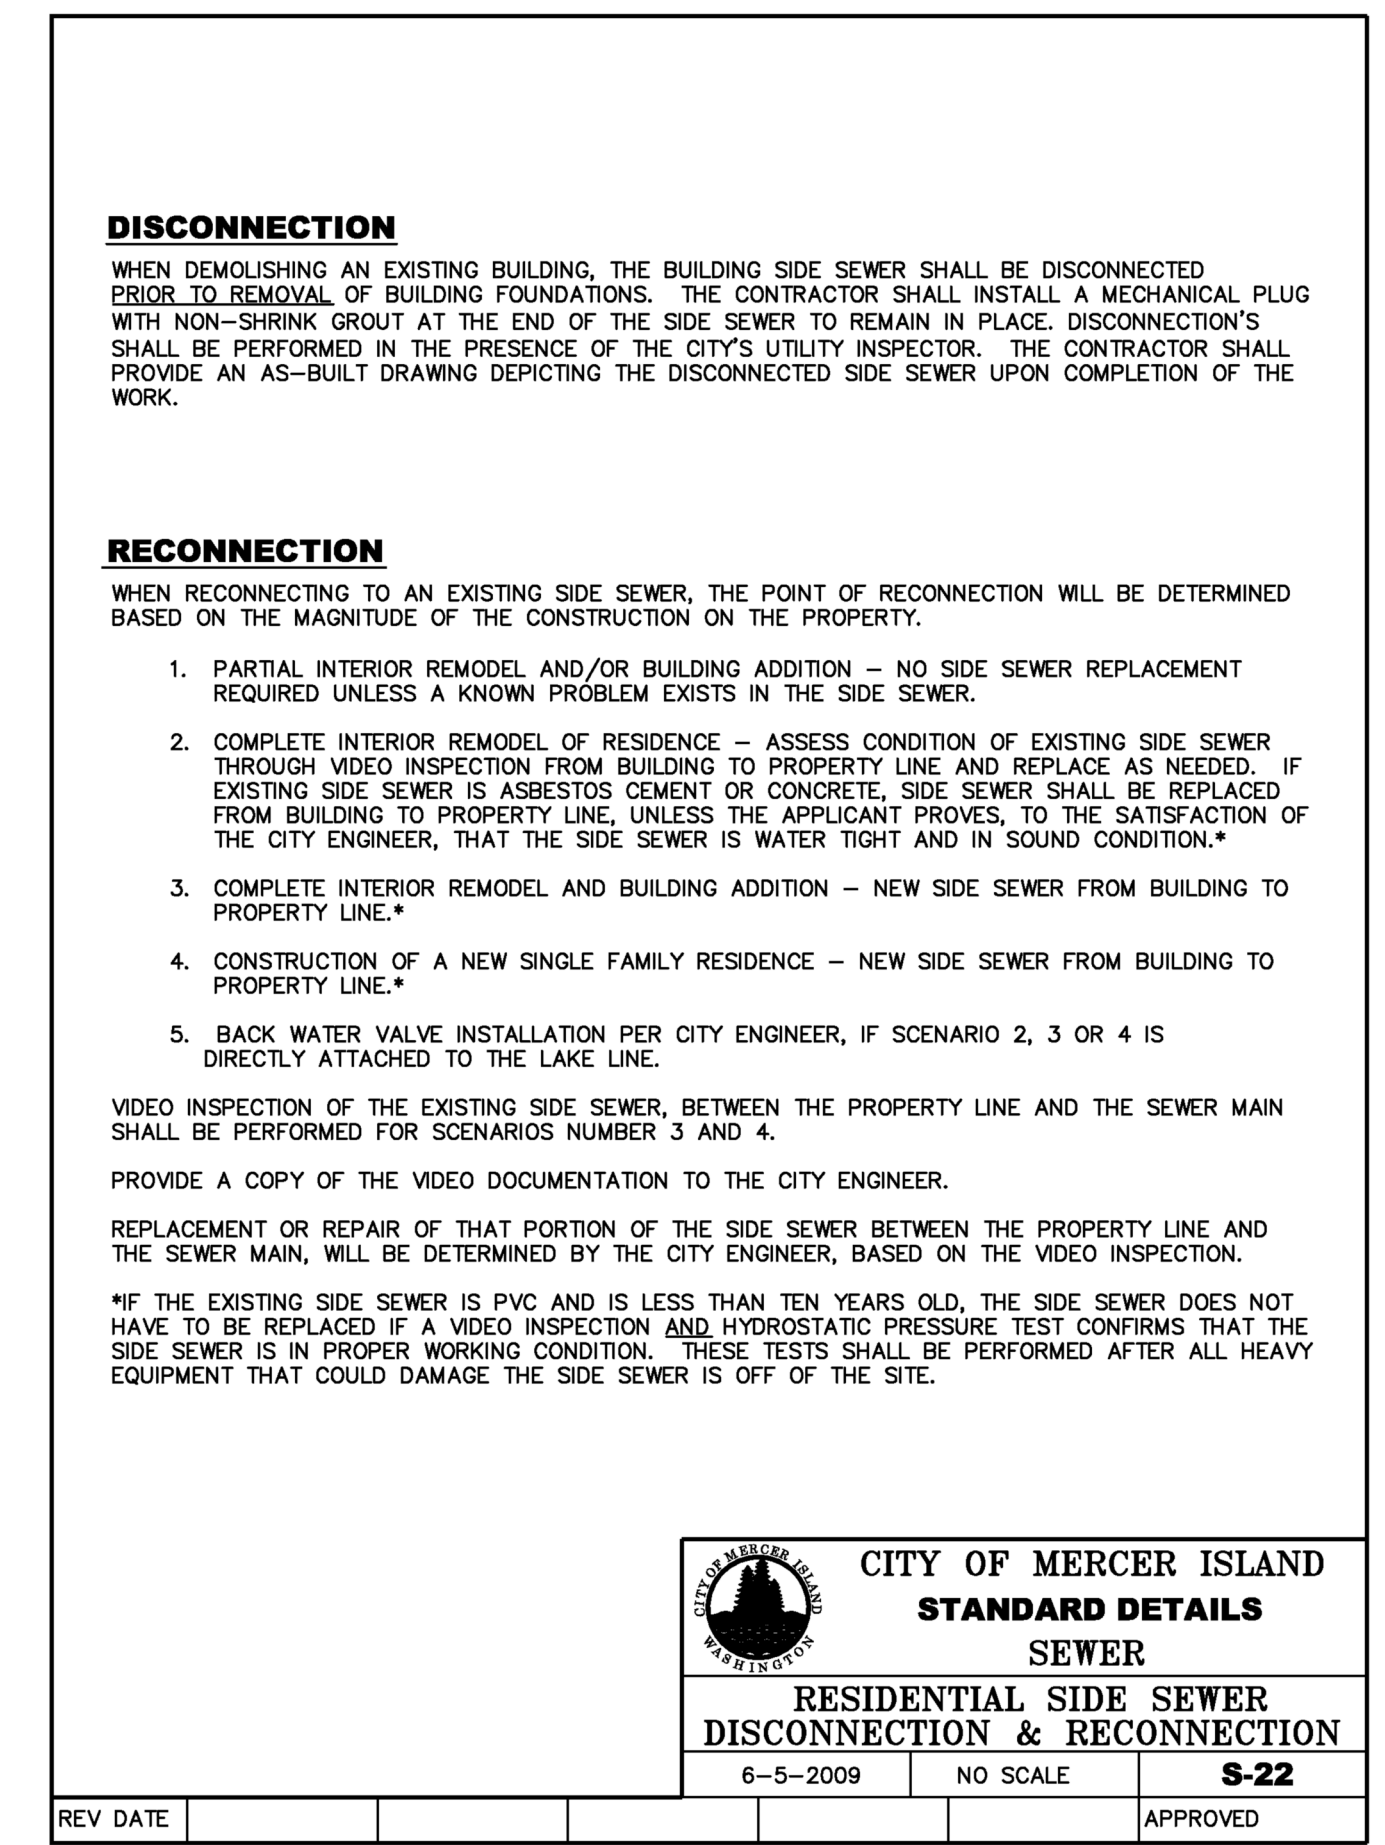 DISCONNECTION
WHEN DEMOLISHING AN EXISTING BUILDING, THE BUILDING SIDE SEWER SHALL BE DISCONNECTED
PRIOR TO REMOVAL OF BUILDING FOUNDATIONS. THE CONTRACTOR SHALL INSTALL A MECHANICAL PLUG
WITH NON-SHRINK GROUT AT THE END OF THE SIDE SEWER TO REMAIN IN PLACE. DISCONNECTION'S
SHALL BE PERFORMED IN THE PRESENCE OF THE CITY'S UTILITY INSPECTOR. THE CONTRACTOR SHALL
PROVIDE AN AS-BUILT DRAWING DEPICTING THE DISCONNECTED SIDE SEWER UPON COMPLETION OF THE
WORK.
RECONNECTION
WHEN RECONNECTING TO AN EXISTING SIDE SEWER, THE POINT OF RECONNECTION WILL BE DETERMINED
BASED ON THE MAGNITUDE OF THE CONSTRUCTION ON THE PROPERTY.
1. PARTIAL INTERIOR REMODEL AND/OR BUILDING ADDITION – NO SIDE SEWER REPLACEMENT
REQUIRED UNLESS A KNOWN PROBLEM EXISTS IN THE SIDE SEWER.
2. COMPLETE INTERIOR REMODEL OF RESIDENCE – ASSESS CONDITION OF EXISTING SIDE SEWER
THROUGH VIDEO INSPECTION FROM BUILDING TO PROPERTY LINE AND REPLACE AS NEEDED. IF
EXISTING SIDE SEWER IS ASBESTOS CEMENT OR CONCRETE, SIDE SEWER SHALL BE REPLACED
FROM BUILDING TO PROPERTY LINE, UNLESS THE APPLICANT PROVES, TO THE SATISFACTION OF
THE CITY ENGINEER, THAT THE SIDE SEWER IS WATER TIGHT AND IN SOUND CONDITION.*
3. COMPLETE INTERIOR REMODEL AND BUILDING ADDITION – NEW SIDE SEWER FROM BUILDING TO
PROPERTY LINE.*
4. CONSTRUCTION OF A NEW SINGLE FAMILY RESIDENCE – NEW SIDE SEWER FROM BUILDING TO
PROPERTY LINE.*
5. BACK WATER VALVE INSTALLATION PER CITY ENGINEER, IF SCENARIO 2, 3 OR 4 IS
DIRECTLY ATTACHED TO THE LAKE LINE.
VIDEO INSPECTION OF THE EXISTING SIDE SEWER, BETWEEN THE PROPERTY LINE AND THE SEWER MAIN
SHALL BE PERFORMED FOR SCENARIOS NUMBER 3 AND 4.
PROVIDE A COPY OF THE VIDEO DOCUMENTATION TO THE CITY ENGINEER.
REPLACEMENT OR REPAIR OF THAT PORTION OF THE SIDE SEWER BETWEEN THE PROPERTY LINE AND
THE SEWER MAIN, WILL BE DETERMINED BY THE CITY ENGINEER, BASED ON THE VIDEO INSPECTION.
*IF THE EXISTING SIDE SEWER IS PVC AND IS LESS THAN TEN YEARS OLD, THE SIDE SEWER DOES NOT
HAVE TO BE REPLACED IF A VIDEO INSPECTION AND HYDROSTATIC PRESSURE TEST CONFIRMS THAT THE
SIDE SEWER IS IN PROPER WORKING CONDITION. THESE TESTS SHALL BE PERFORMED AFTER ALL HEAVY
EQUIPMENT THAT COULD DAMAGE THE SIDE SEWER IS OFF OF THE SITE.
CITY OF MERCER ISLAND
WASHINGTON
CITY OF MERCER ISLAND
STANDARD DETAILS
SEWER
RESIDENTIAL SIDE SEWER
DISCONNECTION & RECONNECTION
6-5-2009
NO SCALE
S-22
REV DATE
APPROVED